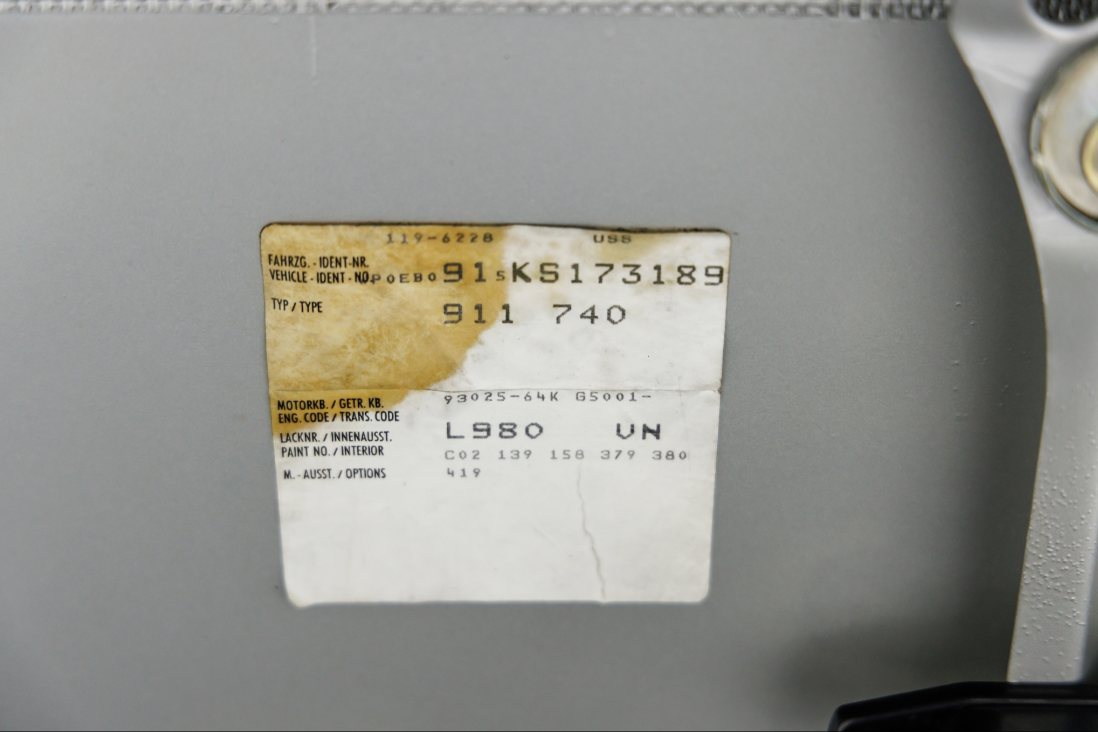 119-6228 USS
FAHRZG. - IDENT-NR.
VEHICLE - IDENT - NO. POEB0915KS173189
TYP / TYPE 911 740
MOTORKB. / GETR. KB. 93025-64K G5001-
ENG. CODE / TRANS. CODE
LACKNR. / INNENAUSST. L980 VN
PAINT NO. / INTERIOR C02 139 158 379 380
M. - AUSST. / OPTIONS 419